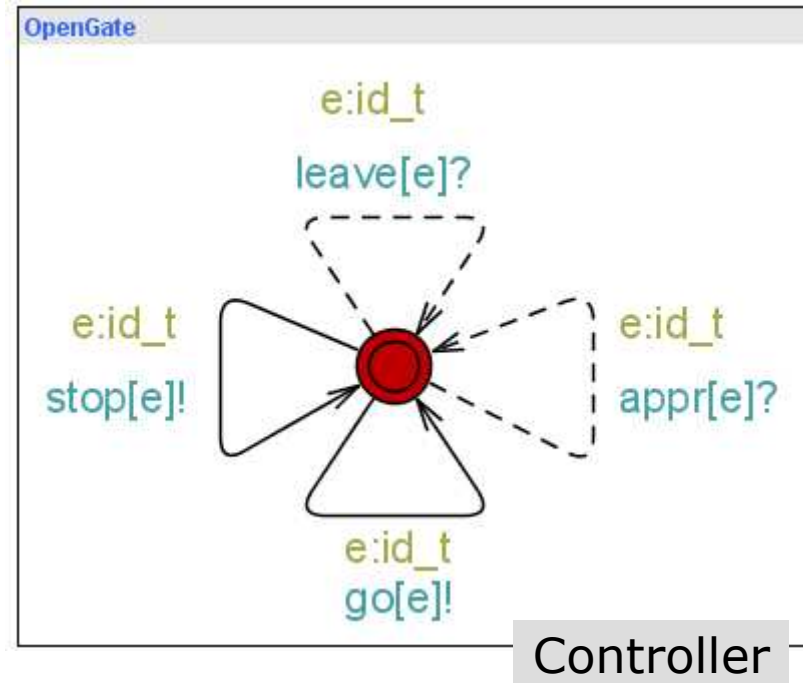 OpenGate
e:id_t
leave[e]?
e:id_t
stop[e]!
e:id_t
appr[e]?
e:id_t
go[e]!
Controller